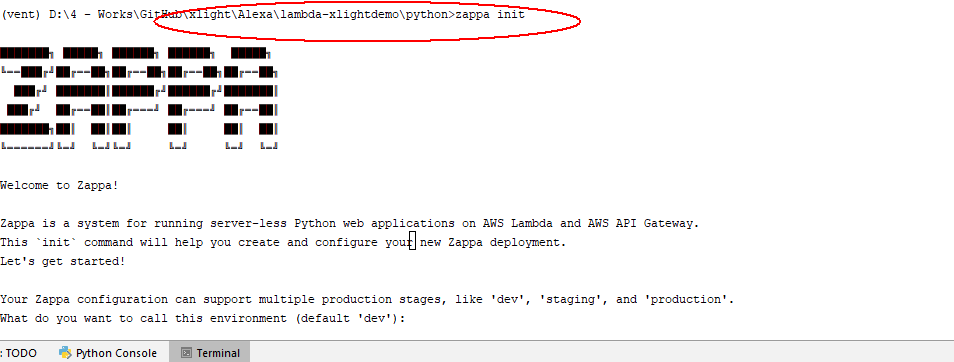 (vent) D:\4 - Works\GitHub\xlight\Alexa\lambda-xlightdemo\python>zappa init
ZAPPA
Welcome to Zappa!
Zappa is a system for running server-less Python web applications on AWS Lambda and AWS API Gateway.
This `init` command will help you create and configure your new Zappa deployment.
Let's get started!
Your Zappa configuration can support multiple production stages, like 'dev', 'staging', and 'production'.
What do you want to call this environment (default 'dev'):
: TODO Python Console Terminal